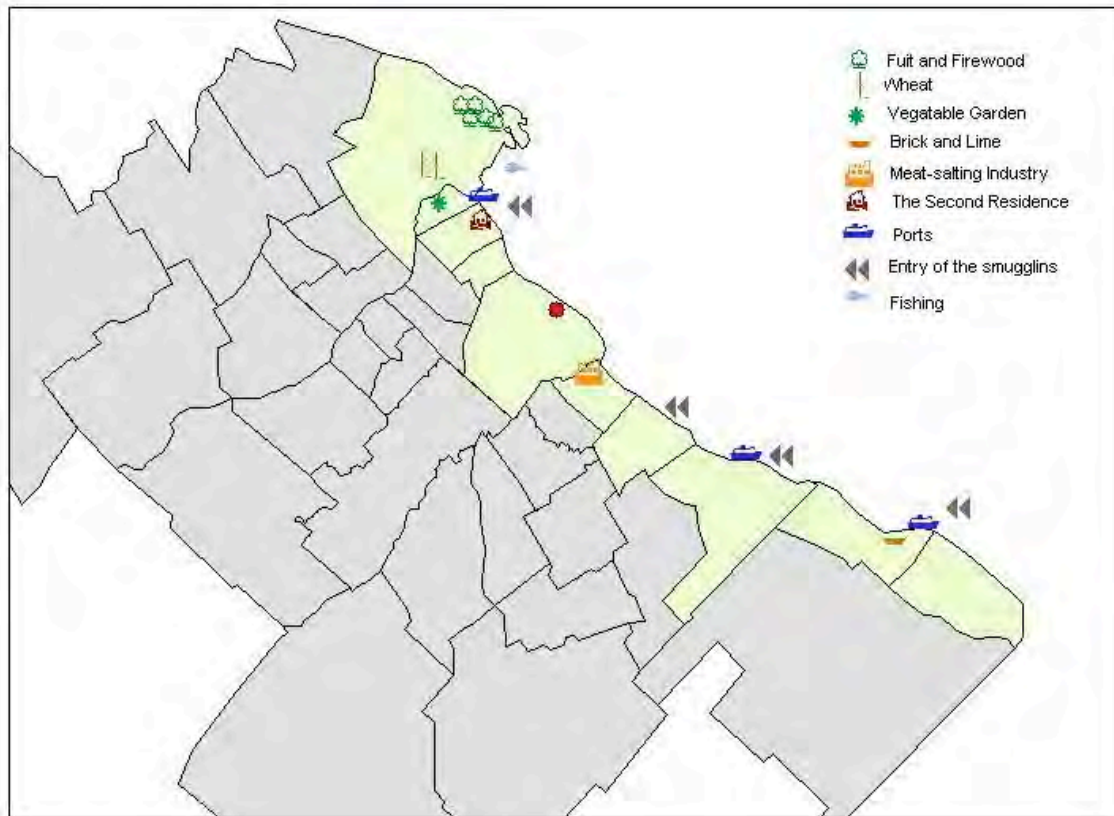 Fuit and Firewood
Wheat
Vegatable Garden
Brick and Lime
Meat-salting Industry
The Second Residence
Ports
Entry of the smugglins
Fishing